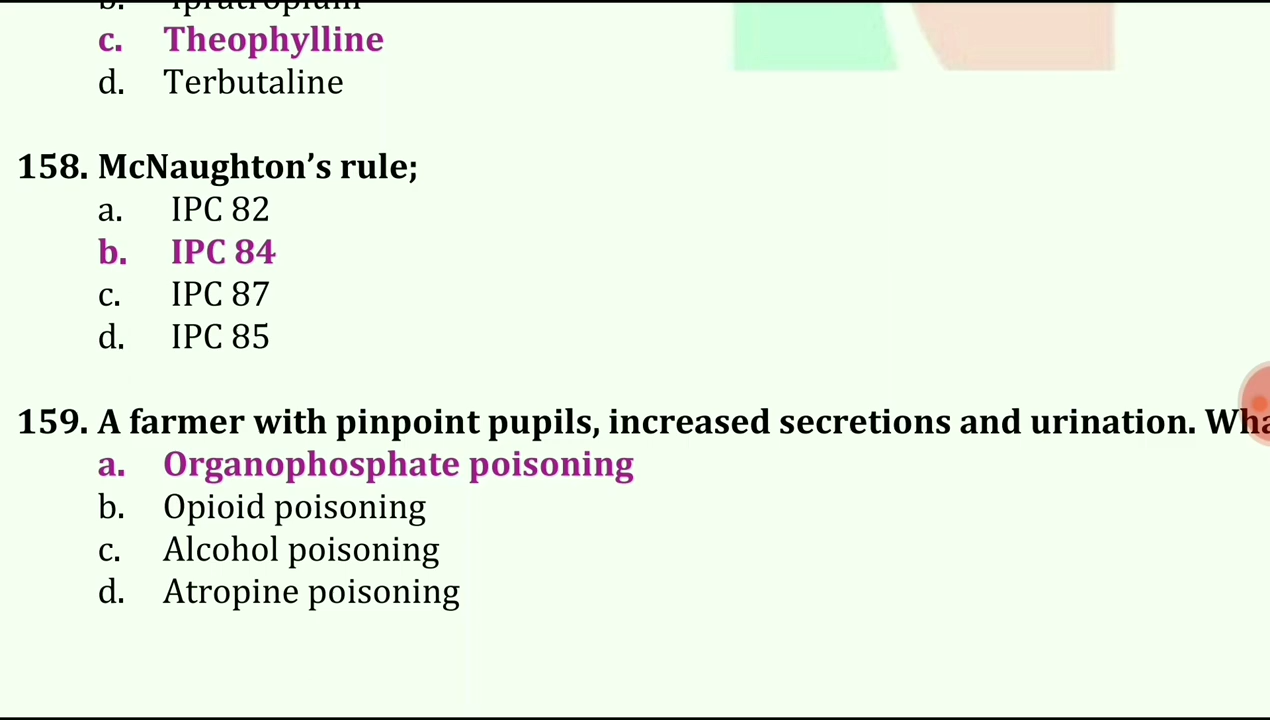 b. Ipratropium
c. Theophylline
d. Terbutaline
158. McNaughton’s rule;
a. IPC 82
b. IPC 84
c. IPC 87
d. IPC 85
159. A farmer with pinpoint pupils, increased secretions and urination.
a. Organophosphate poisoning
b. Opioid poisoning
c. Alcohol poisoning
d. Atropine poisoning